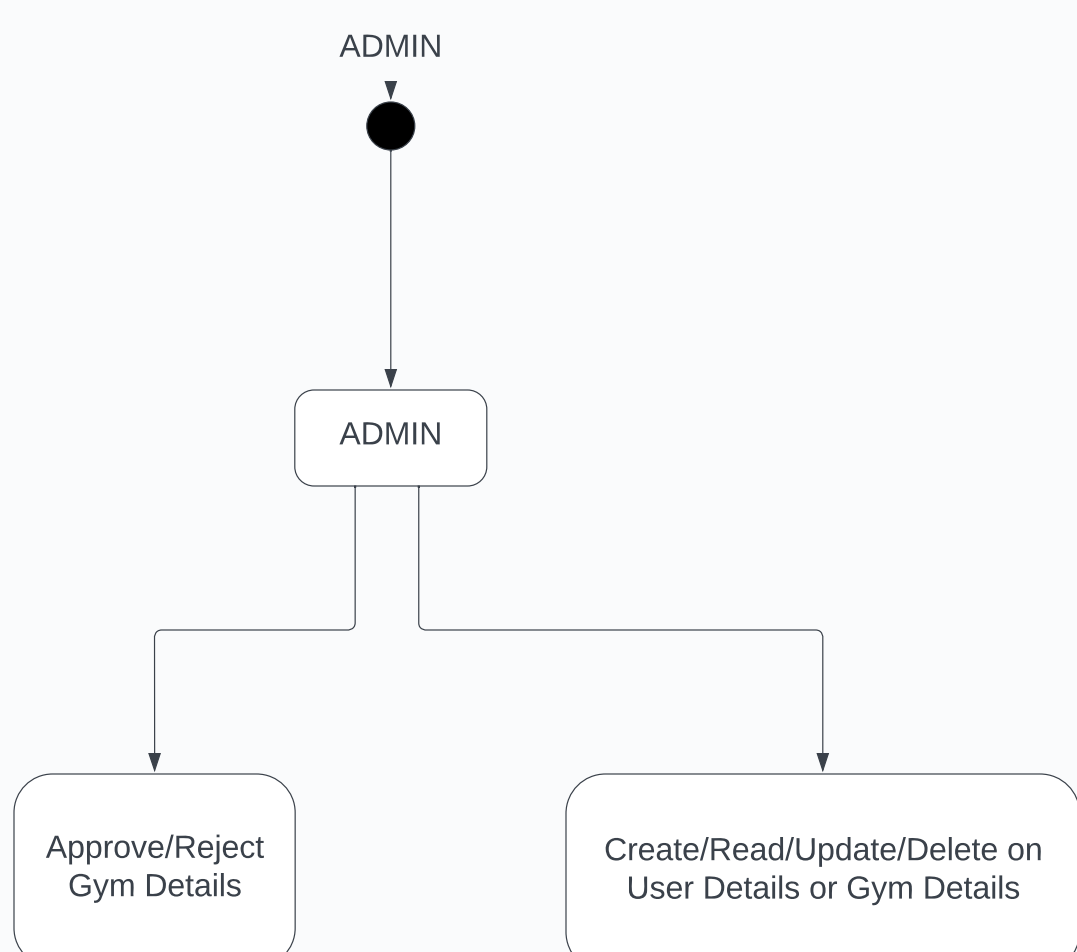 ADMIN
ADMIN
Approve/Reject
Gym Details
Create/Read/Update/Delete on
User Details or Gym Details